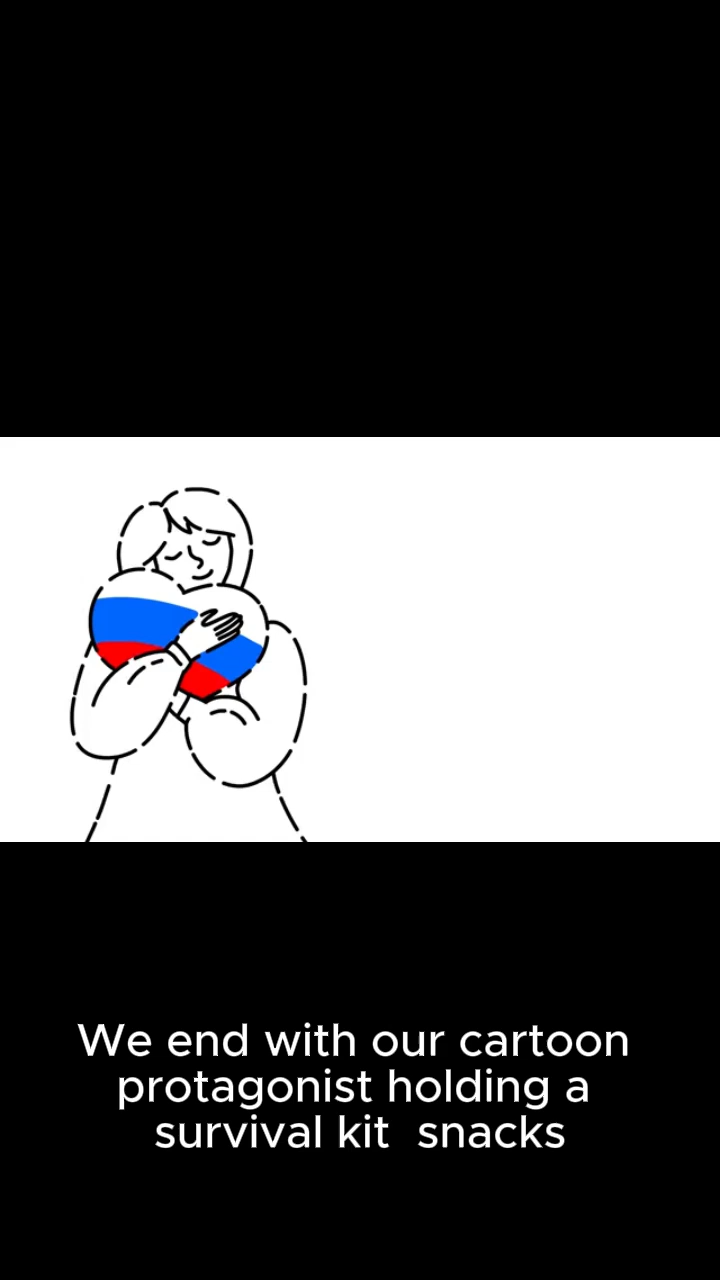 We end with our cartoon
protagonist holding a
survival kit  snacks